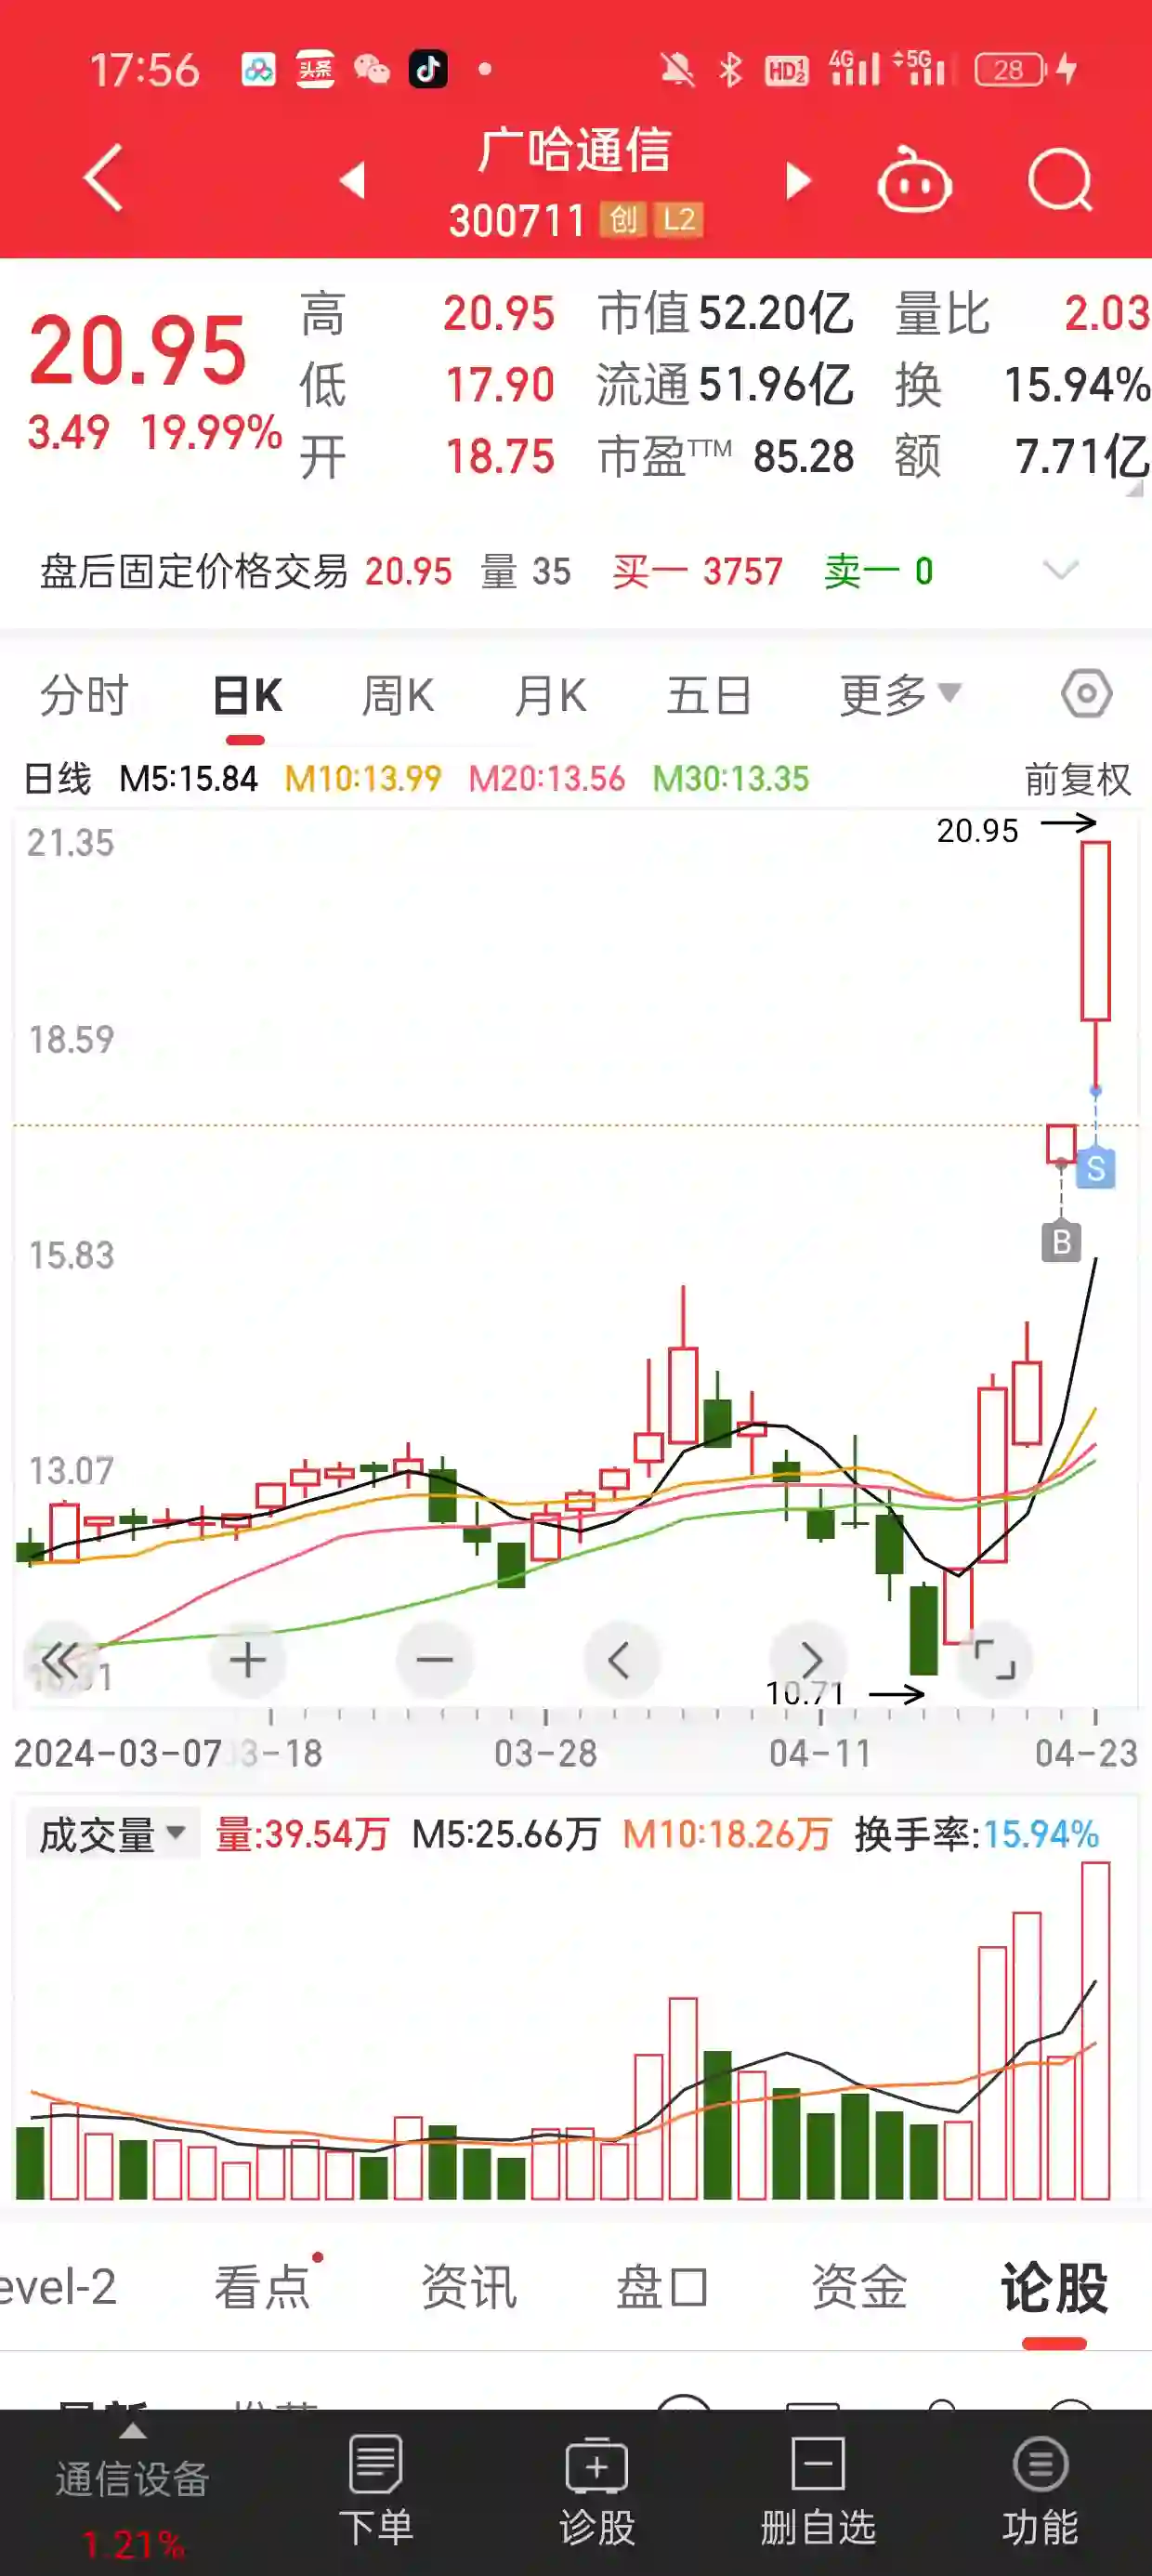 17:56 头条 HD 1 2 4G 5G 28
广哈通信
300711 创 L2
20.95 高 20.95 市值 52.20亿 量比 2.03
3.49 19.99% 低 17.90 流通 51.96亿 换 15.94%
开 18.75 市盈TTM 85.28 额 7.71亿
盘后固定价格交易 20.95 量 35 买一 3757 卖一 0
分时 日K 周K 月K 五日 更多
日线 M5:15.84 M10:13.99 M20:13.56 M30:13.35 前复权
21.35
20.95
18.59
S
B
15.83
13.07
10.71
2024-03-07 03-18 03-28 04-11 04-23
成交量 量:39.54万 M5:25.66万 M10:18.26万 换手率:15.94%
evel-2 看点 资讯 盘口 资金 论股
通信设备 下单 诊股 删自选 功能
1.21%